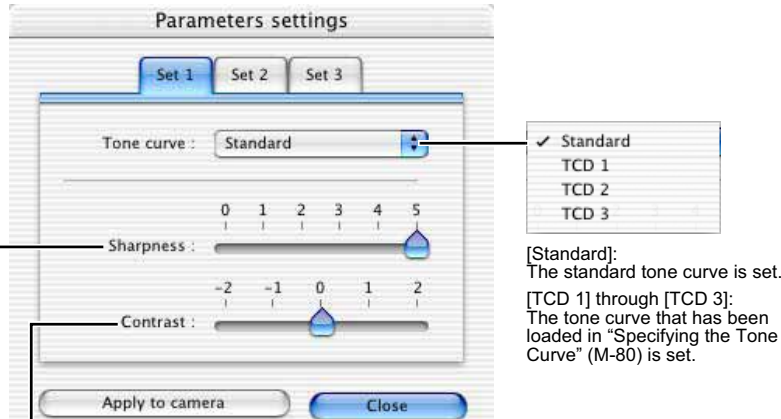 Parameters settings
Set 1 Set 2 Set 3
Tone curve : Standard
0 1 2 3 4 5
Sharpness :
-2 -1 0 1 2
Contrast :
Apply to camera Close
✓ Standard
TCD 1
TCD 2
TCD 3
[Standard]:
The standard tone curve is set.
[TCD 1] through [TCD 3]:
The tone curve that has been
loaded in “Specifying the Tone
Curve” (M-80) is set.